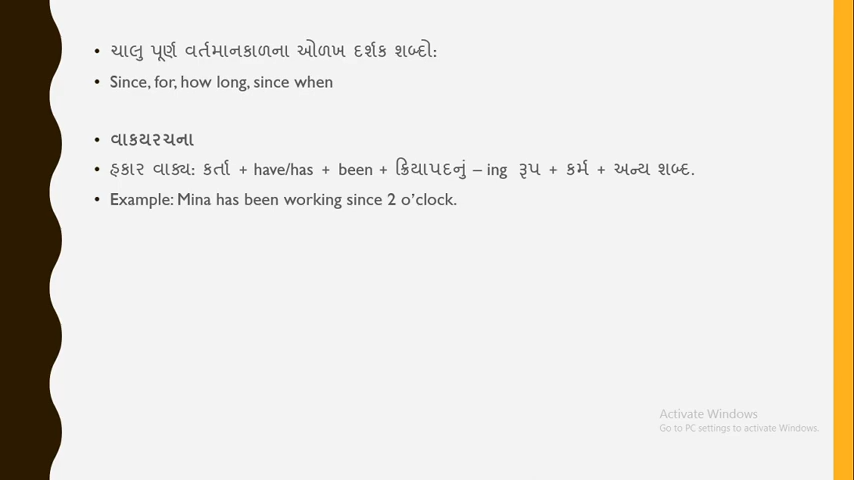 • ચાલુ પૂર્ણ વર્તમાનકાળના ઓળખ દર્શક શબ્દો:
• Since, for, how long, since when
• વાકયરચના
• હકાર વાક્ય: કર્તા + have/has + been + ક્રિયાપદનું – ing રૂપ + કર્મ + અન્ય શબ્દ.
• Example: Mina has been working since 2 o’clock.
Activate Windows
Go to PC settings to activate Windows.